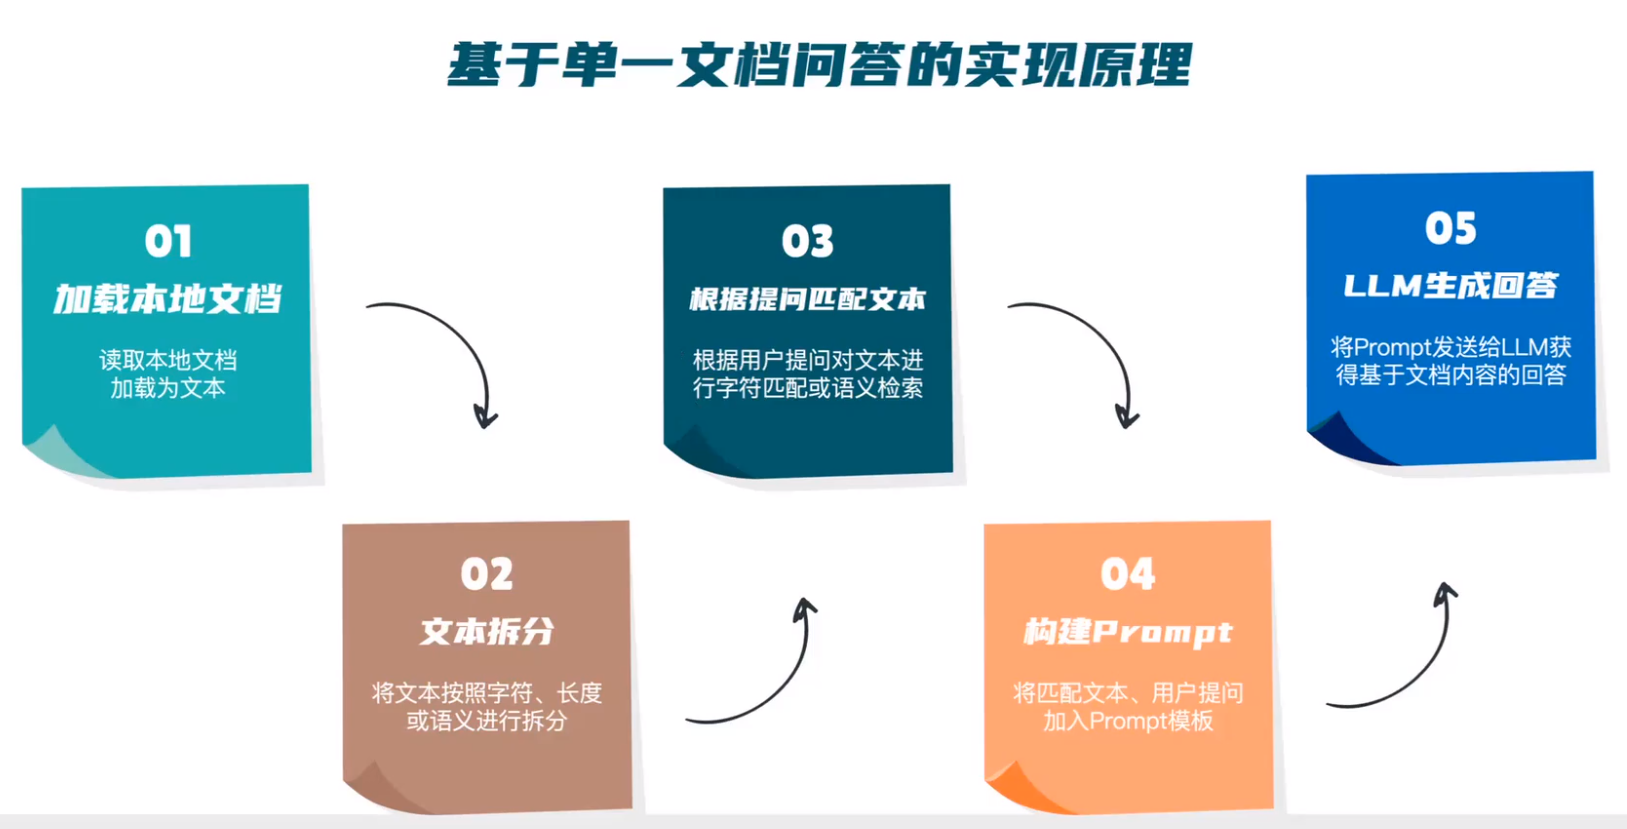 基于单一文档问答的实现原理
01
加载本地文档
读取本地文档
加载为文本
02
文本拆分
将文本按照字符、长度
或语义进行拆分
03
根据提问匹配文本
根据用户提问对文本进
行字符匹配或语义检索
04
构建Prompt
将匹配文本、用户提问
加入Prompt模板
05
LLM生成回答
将Prompt发送给LLM获
得基于文档内容的回答